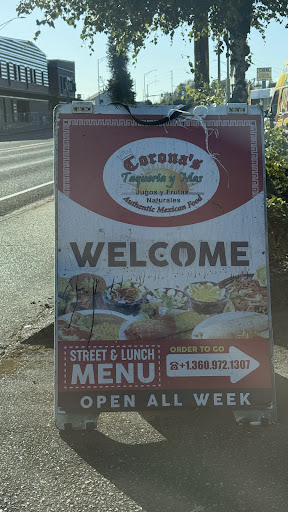 Corona's
Taqueria y Mas
Jugos y Frutas
Naturales
Authentic Mexican Food
WELCOME
STREET & LUNCH
MENU
ORDER TO GO
☎+1.360.972.1307
OPEN ALL WEEK